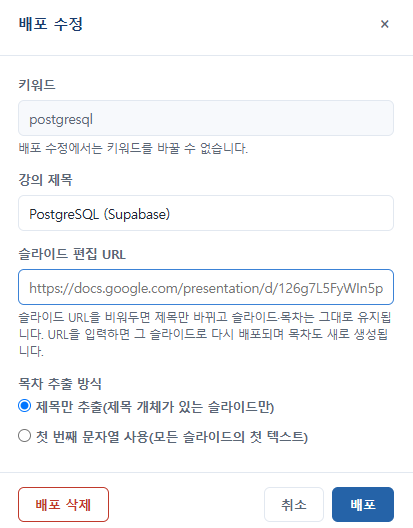 배포 수정
×
키워드
postgresql
배포 수정에서는 키워드를 바꿀 수 없습니다.
강의 제목
PostgreSQL (Supabase)
슬라이드 편집 URL
https://docs.google.com/presentation/d/126g7L5FyWIn5p
슬라이드 URL을 비워두면 제목만 바뀌고 슬라이드·목차는 그대로 유지됩
니다. URL을 입력하면 그 슬라이드로 다시 배포되며 목차도 새로 생성됩
니다.
목차 추출 방식
제목만 추출(제목 개체가 있는 슬라이드만)
첫 번째 문자열 사용(모든 슬라이드의 첫 텍스트)
배포 삭제
취소
배포